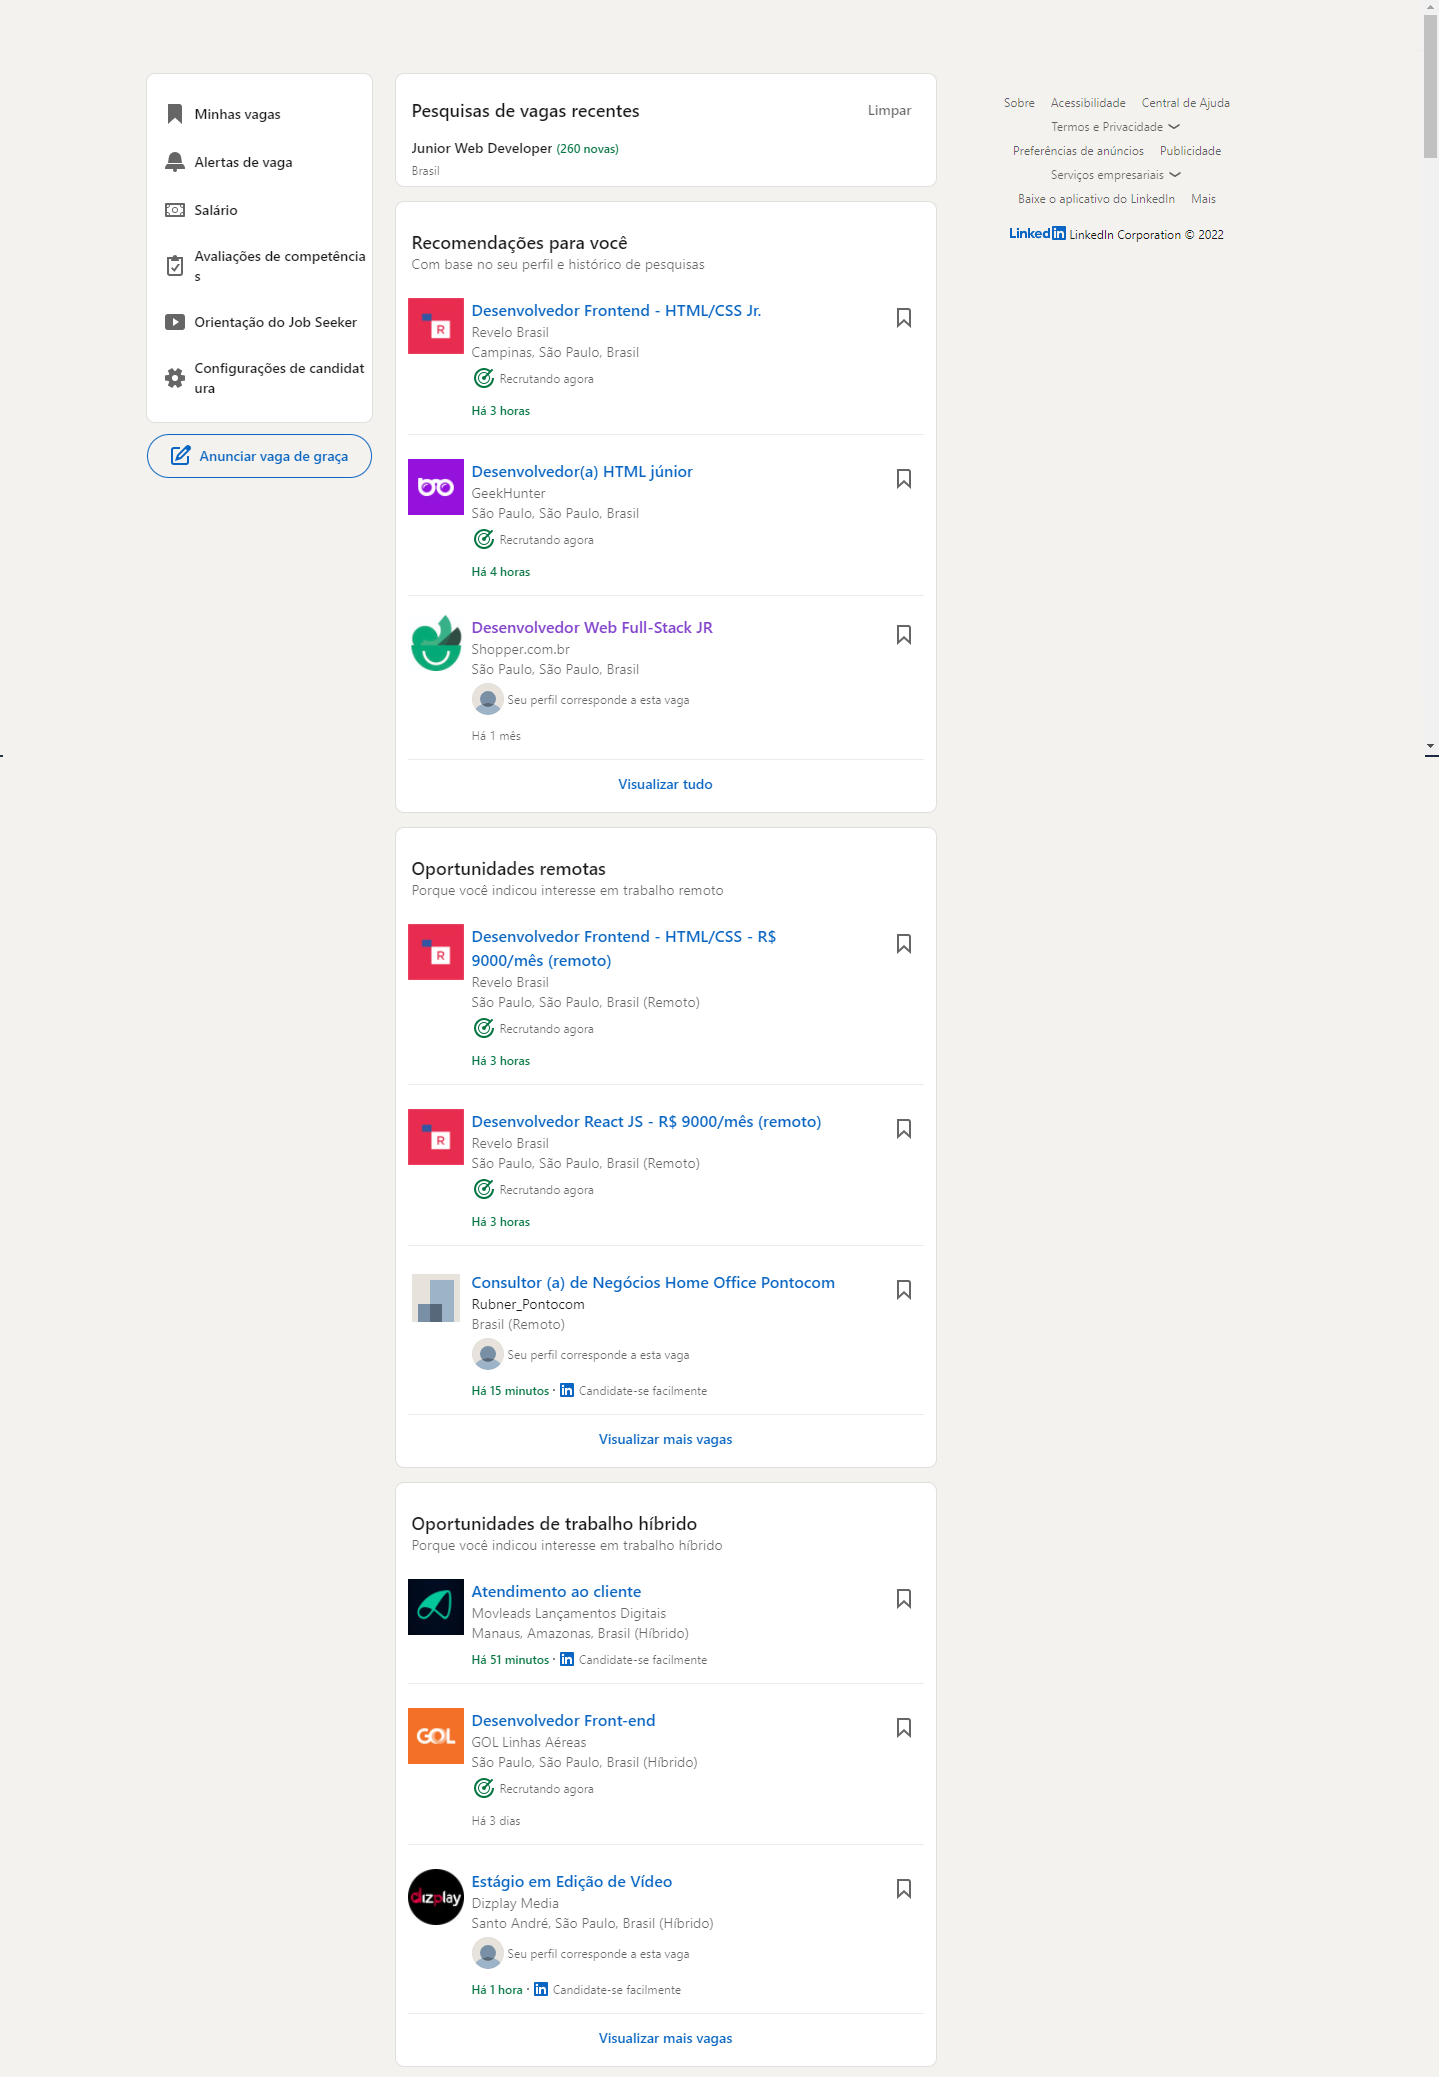 Minhas vagas
Alertas de vaga
Salário
Avaliações de competência
s
Orientação do Job Seeker
Configurações de candidat
ura
Anunciar vaga de graça
Pesquisas de vagas recentes
Limpar
Junior Web Developer (260 novas)
Brasil
Recomendações para você
Com base no seu perfil e histórico de pesquisas
R
Desenvolvedor Frontend - HTML/CSS Jr.
Revelo Brasil
Campinas, São Paulo, Brasil
Recrutando agora
Há 3 horas
Desenvolvedor(a) HTML júnior
GeekHunter
São Paulo, São Paulo, Brasil
Recrutando agora
Há 4 horas
Desenvolvedor Web Full-Stack JR
Shopper.com.br
São Paulo, São Paulo, Brasil
Seu perfil corresponde a esta vaga
Há 1 mês
Visualizar tudo
Oportunidades remotas
Porque você indicou interesse em trabalho remoto
R
Desenvolvedor Frontend - HTML/CSS - R$
9000/mês (remoto)
Revelo Brasil
São Paulo, São Paulo, Brasil (Remoto)
Recrutando agora
Há 3 horas
R
Desenvolvedor React JS - R$ 9000/mês (remoto)
Revelo Brasil
São Paulo, São Paulo, Brasil (Remoto)
Recrutando agora
Há 3 horas
Consultor (a) de Negócios Home Office Pontocom
Rubner_Pontocom
Brasil (Remoto)
Seu perfil corresponde a esta vaga
Há 15 minutos · in Candidate-se facilmente
Visualizar mais vagas
Oportunidades de trabalho híbrido
Porque você indicou interesse em trabalho híbrido
Atendimento ao cliente
Movleads Lançamentos Digitais
Manaus, Amazonas, Brasil (Híbrido)
Há 51 minutos · in Candidate-se facilmente
GOL
Desenvolvedor Front-end
GOL Linhas Aéreas
São Paulo, São Paulo, Brasil (Híbrido)
Recrutando agora
Há 3 dias
dizplay
Estágio em Edição de Vídeo
Dizplay Media
Santo André, São Paulo, Brasil (Híbrido)
Seu perfil corresponde a esta vaga
Há 1 hora · in Candidate-se facilmente
Visualizar mais vagas
Sobre Acessibilidade Central de Ajuda
Termos e Privacidade
Preferências de anúncios Publicidade
Serviços empresariais
Baixe o aplicativo do LinkedIn Mais
LinkedIn LinkedIn Corporation © 2022